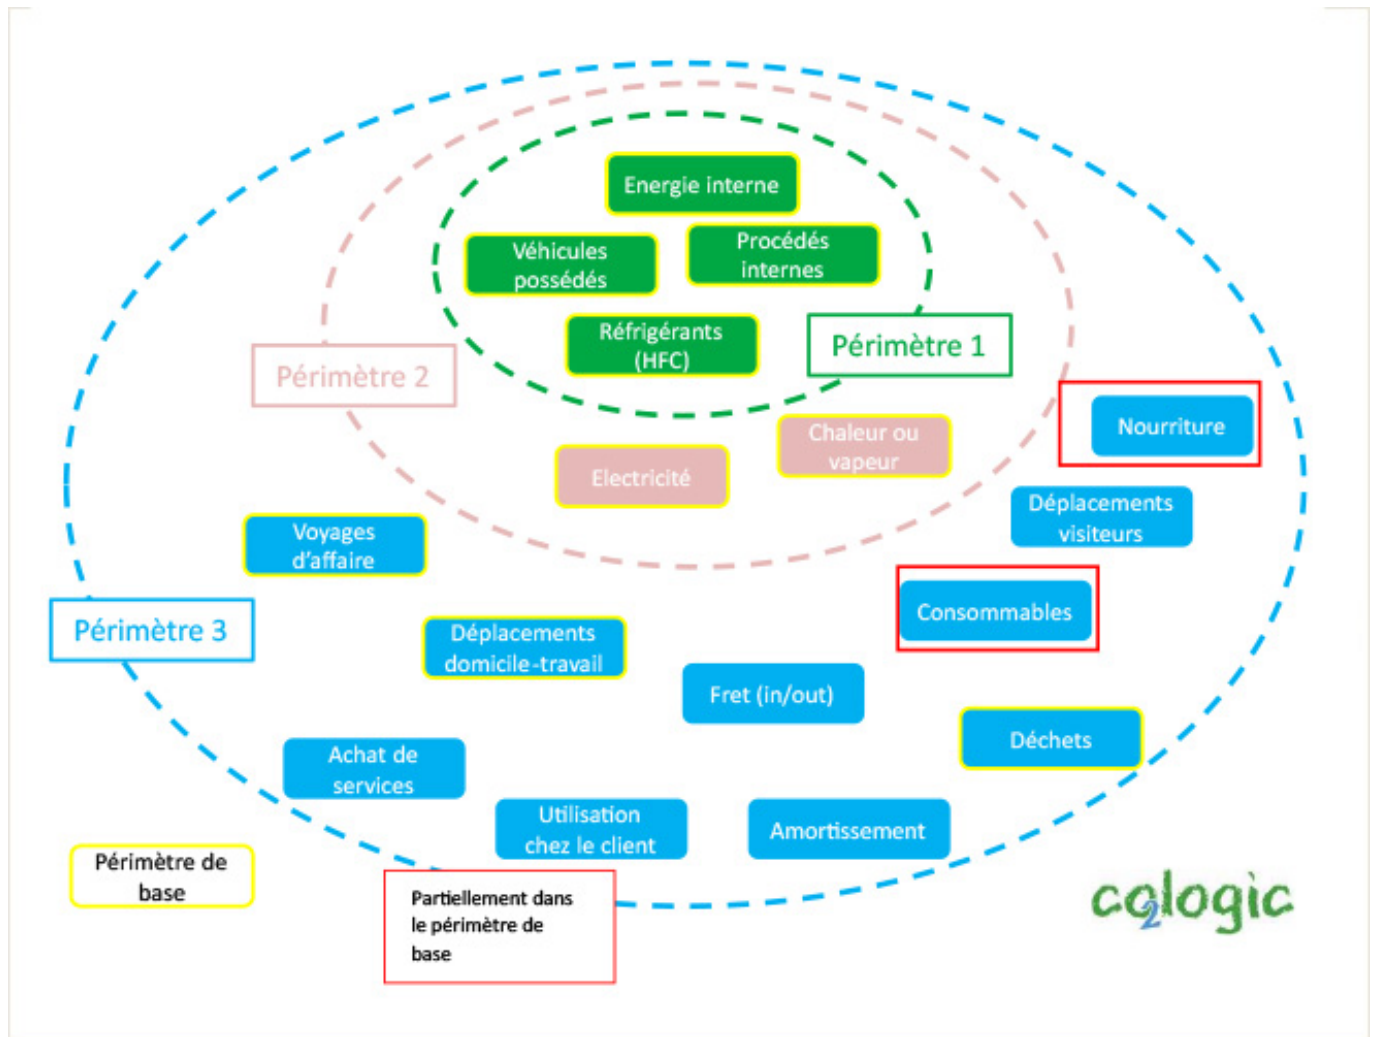 Energie interne
Véhicules
possédés
Procédés
internes
Réfrigérants
(HFC)
Périmètre 1
Périmètre 2
Chaleur ou
vapeur
Nourriture
Electricité
Déplacements
visiteurs
Voyages
d'affaire
Consommables
Périmètre 3
Déplacements
domicile-travail
Fret (in/out)
Déchets
Achat de
services
Utilisation
chez le client
Amortissement
Périmètre de
base
Partiellement dans
le périmètre de
base
co2logic